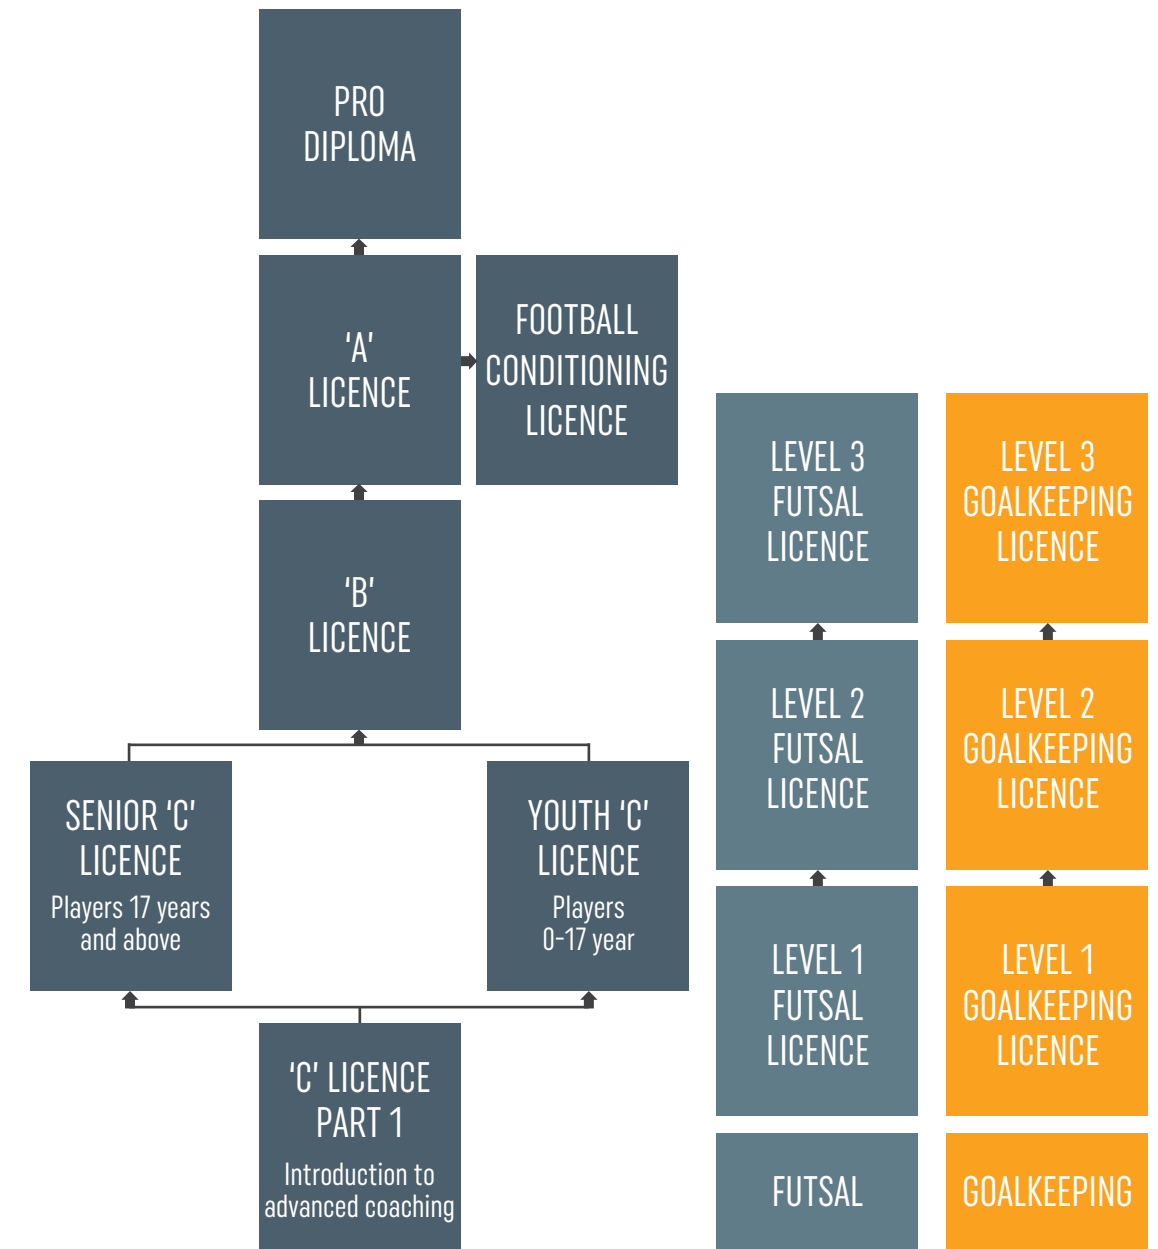 PRO
DIPLOMA
‘A’
LICENCE
FOOTBALL
CONDITIONING
LICENCE
‘B’
LICENCE
SENIOR ‘C’
LICENCE
Players 17 years
and above
YOUTH ‘C’
LICENCE
Players
0-17 year
‘C’ LICENCE
PART 1
Introduction to
advanced coaching
LEVEL 3
FUTSAL
LICENCE
LEVEL 2
FUTSAL
LICENCE
LEVEL 1
FUTSAL
LICENCE
FUTSAL
LEVEL 3
GOALKEEPING
LICENCE
LEVEL 2
GOALKEEPING
LICENCE
LEVEL 1
GOALKEEPING
LICENCE
GOALKEEPING